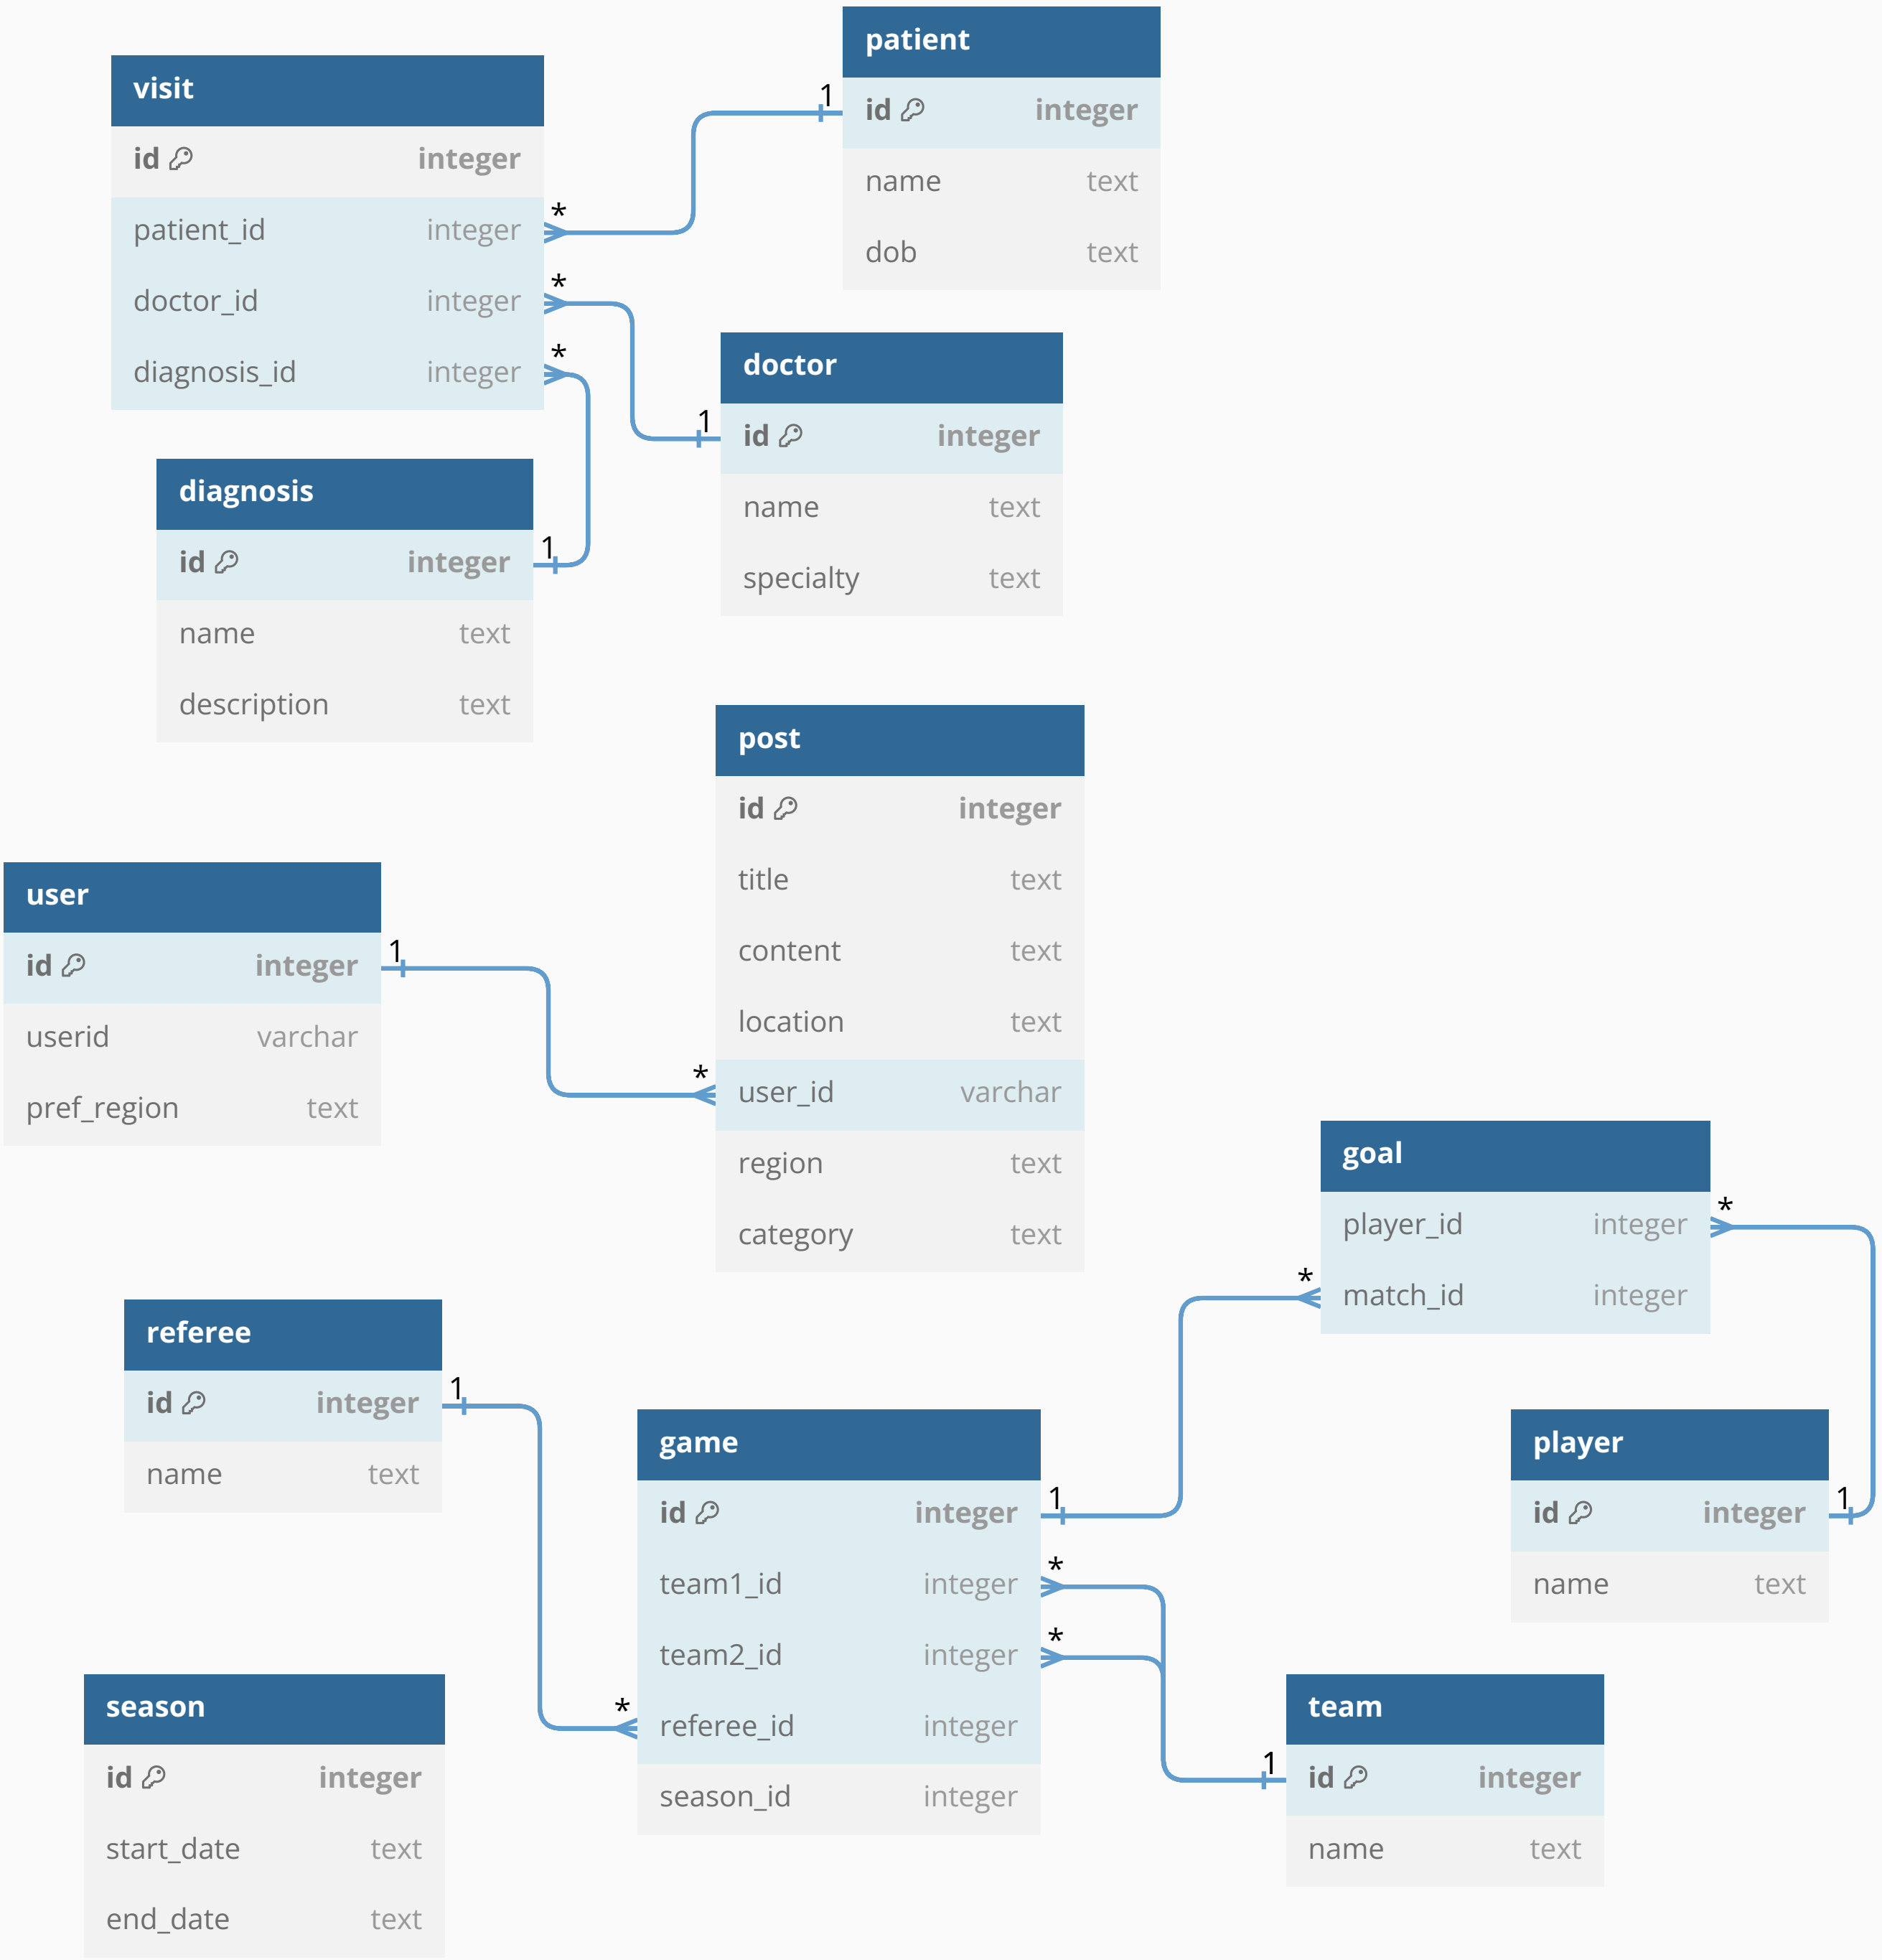 visit
id integer
patient_id integer
doctor_id integer
diagnosis_id integer
patient
id integer
name text
dob text
doctor
id integer
name text
specialty text
diagnosis
id integer
name text
description text
1
*
*
1
*
1
post
id integer
title text
content text
location text
user_id varchar
region text
category text
user
id integer
userid varchar
pref_region text
1
*
goal
player_id integer
match_id integer
*
*
referee
id integer
name text
1
*
game
id integer
team1_id integer
team2_id integer
referee_id integer
season_id integer
1
*
*
player
id integer
name text
1
season
id integer
start_date text
end_date text
team
id integer
name text
1